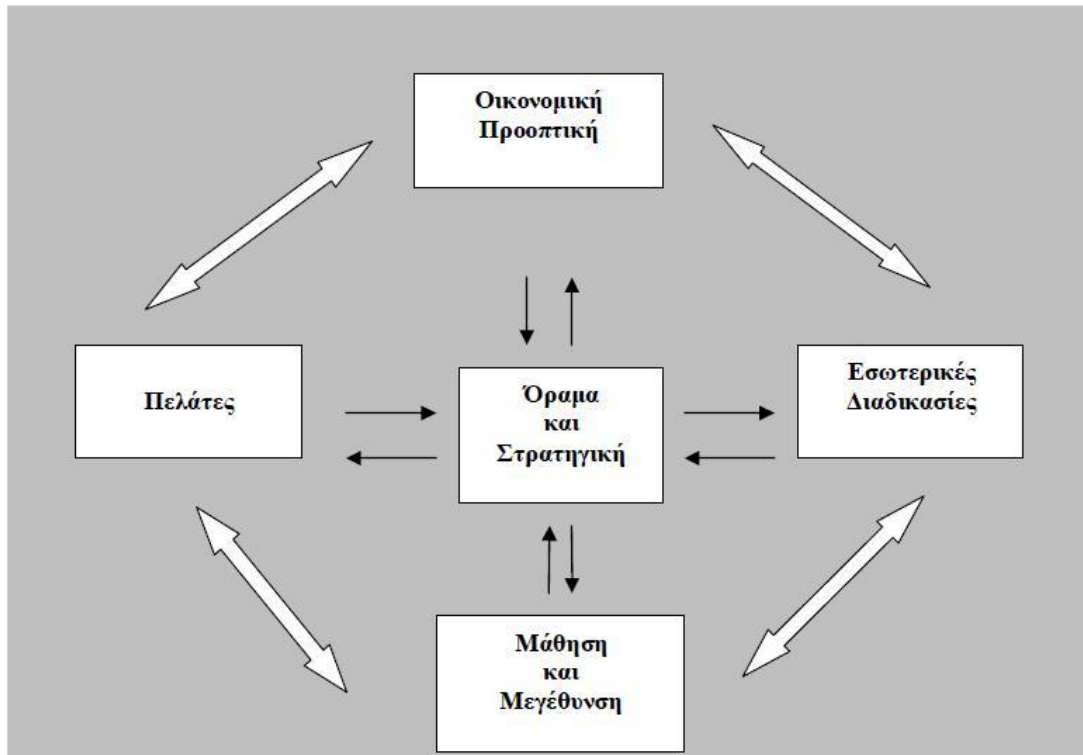 Οικονομική
Προοπτική
Πελάτες
Όραμα
και
Στρατηγική
Εσωτερικές
Διαδικασίες
Μάθηση
και
Μεγέθυνση